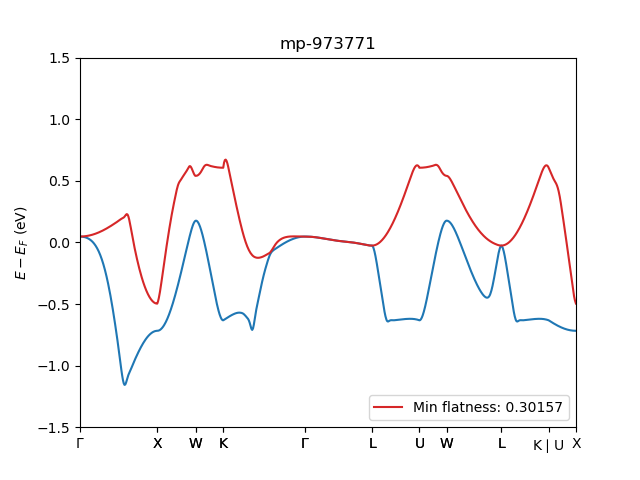 mp-973771
1.5
1.0
0.5
0.0
−0.5
−1.0
−1.5
E − E_F (eV)
Min flatness: 0.30157
Γ X W K Γ L U W L K | U X